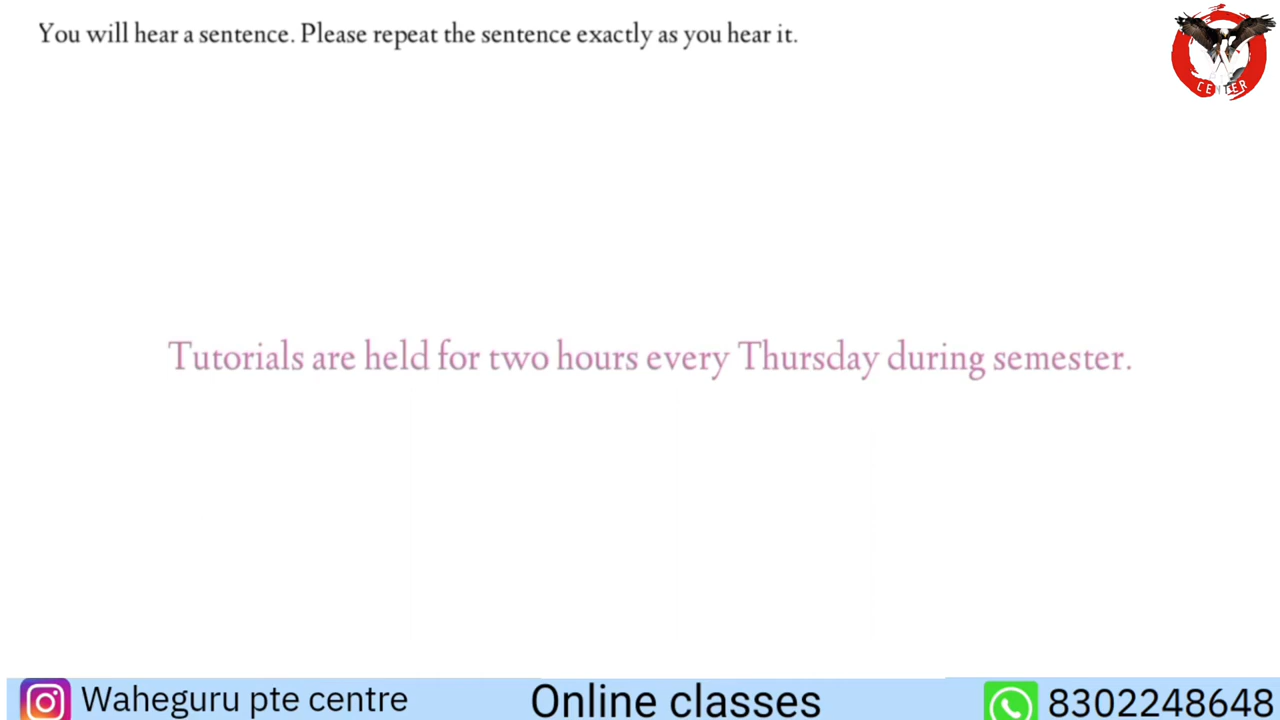 You will hear a sentence. Please repeat the sentence exactly as you hear it.
CENTER
Tutorials are held for two hours every Thursday during semester.
Waheguru pte centre
Online classes
8302248648